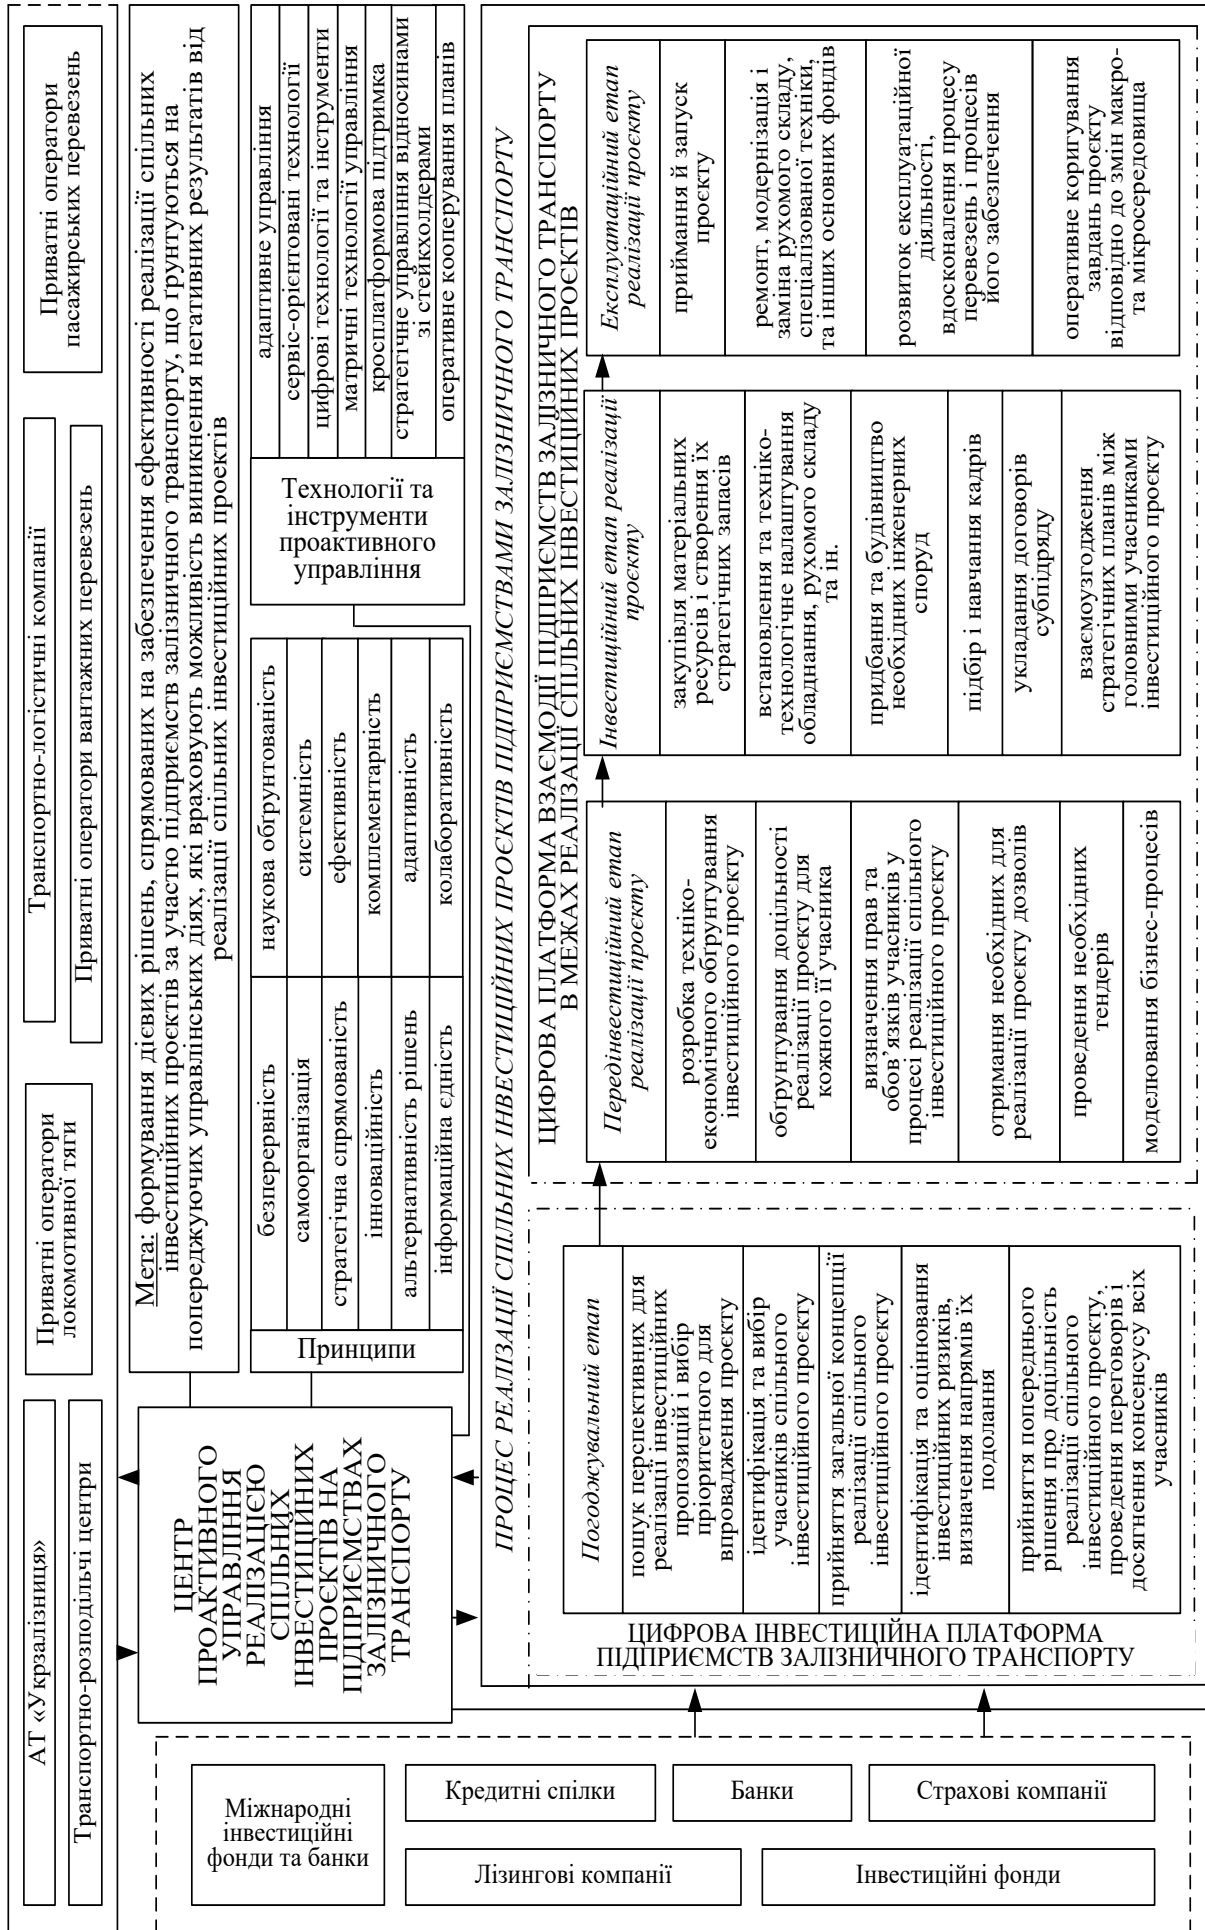 АТ «Укрзалізниця»
Транспортно-розподільчі центри
Приватні оператори
локомотивної тяги
Транспортно-логістичні компанії
Приватні оператори вантажних перевезень
Приватні оператори
пасажирських перевезень
ЦЕНТР
ПРОАКТИВНОГО
УПРАВЛІННЯ
РЕАЛІЗАЦІЄЮ
СПІЛЬНИХ
ІНВЕСТИЦІЙНИХ
ПРОЄКТІВ НА
ПІДПРИЄМСТВАХ
ЗАЛІЗНИЧНОГО
ТРАНСПОРТУ
Мета: формування дієвих рішень, спрямованих на забезпечення ефективності реалізації спільних
інвестиційних проєктів за участю підприємств залізничного транспорту, що ґрунтуються на
попереджуючих управлінських діях, які враховують можливість виникнення негативних результатів від
реалізації спільних інвестиційних проектів
Принципи
безперервність
самоорганізація
стратегічна спрямованість
інноваційність
альтернативність рішень
інформаційна єдність
наукова обґрунтованість
системність
ефективність
комплементарність
адаптивність
колаборативність
Технології та
інструменти
проактивного
управління
адаптивне управління
сервіс-орієнтовані технології
цифрові технології та інструменти
матричні технології управління
кросплатформова підтримка
стратегічне управління відносинами
зі стейкхолдерами
оперативне кооперування планів
Міжнародні
інвестиційні
фонди та банки
Кредитні спілки
Банки
Страхові компанії
Лізингові компанії
Інвестиційні фонди
ПРОЦЕС РЕАЛІЗАЦІЇ СПІЛЬНИХ ІНВЕСТИЦІЙНИХ ПРОЄКТІВ ПІДПРИЄМСТВАМИ ЗАЛІЗНИЧНОГО ТРАНСПОРТУ
ЦИФРОВА ІНВЕСТИЦІЙНА ПЛАТФОРМА
ПІДПРИЄМСТВ ЗАЛІЗНИЧНОГО ТРАНСПОРТУ
Погоджувальний етап
пошук перспективних для
реалізації інвестиційних
пропозицій і вибір
пріоритетного для
впровадження проєкту
ідентифікація та вибір
учасників спільного
інвестиційного проєкту
прийняття загальної концепції
реалізації спільного
інвестиційного проєкту
ідентифікація та оцінювання
інвестиційних ризиків,
визначення напрямів їх
подолання
прийняття попереднього
рішення про доцільність
реалізації спільного
інвестиційного проєкту,
проведення переговорів і
досягнення консенсусу всіх
учасників
ЦИФРОВА ПЛАТФОРМА ВЗАЄМОДІЇ ПІДПРИЄМСТВ ЗАЛІЗНИЧНОГО ТРАНСПОРТУ
В МЕЖАХ РЕАЛІЗАЦІЇ СПІЛЬНИХ ІНВЕСТИЦІЙНИХ ПРОЄКТІВ
Передінвестиційний етап
реалізації проєкту
розробка техніко-
економічного обґрунтування
інвестиційного проєкту
обґрунтування доцільності
реалізації проєкту для
кожного її учасника
визначення прав та
обов’язків учасників у
процесі реалізації спільного
інвестиційного проєкту
отримання необхідних для
реалізації проєкту дозволів
проведення необхідних
тендерів
моделювання бізнес-процесів
Інвестиційний етап реалізації
проєкту
закупівля матеріальних
ресурсів і створення їх
стратегічних запасів
встановлення та техніко-
технологічне налаштування
обладнання, рухомого складу
та ін.
придбання та будівництво
необхідних інженерних
споруд
підбір і навчання кадрів
укладання договорів
субпідряду
взаємоузгодження
стратегічних планів між
головними учасниками
інвестиційного проєкту
Експлуатаційний етап
реалізації проєкту
приймання й запуск
проєкту
ремонт, модернізація і
заміна рухомого складу,
спеціалізованої техніки,
та інших основних фондів
розвиток експлуатаційної
діяльності,
вдосконалення процесу
перевезень і процесів
його забезпечення
оперативне коригування
завдань проєкту
відповідно до змін макро-
та мікросередовища